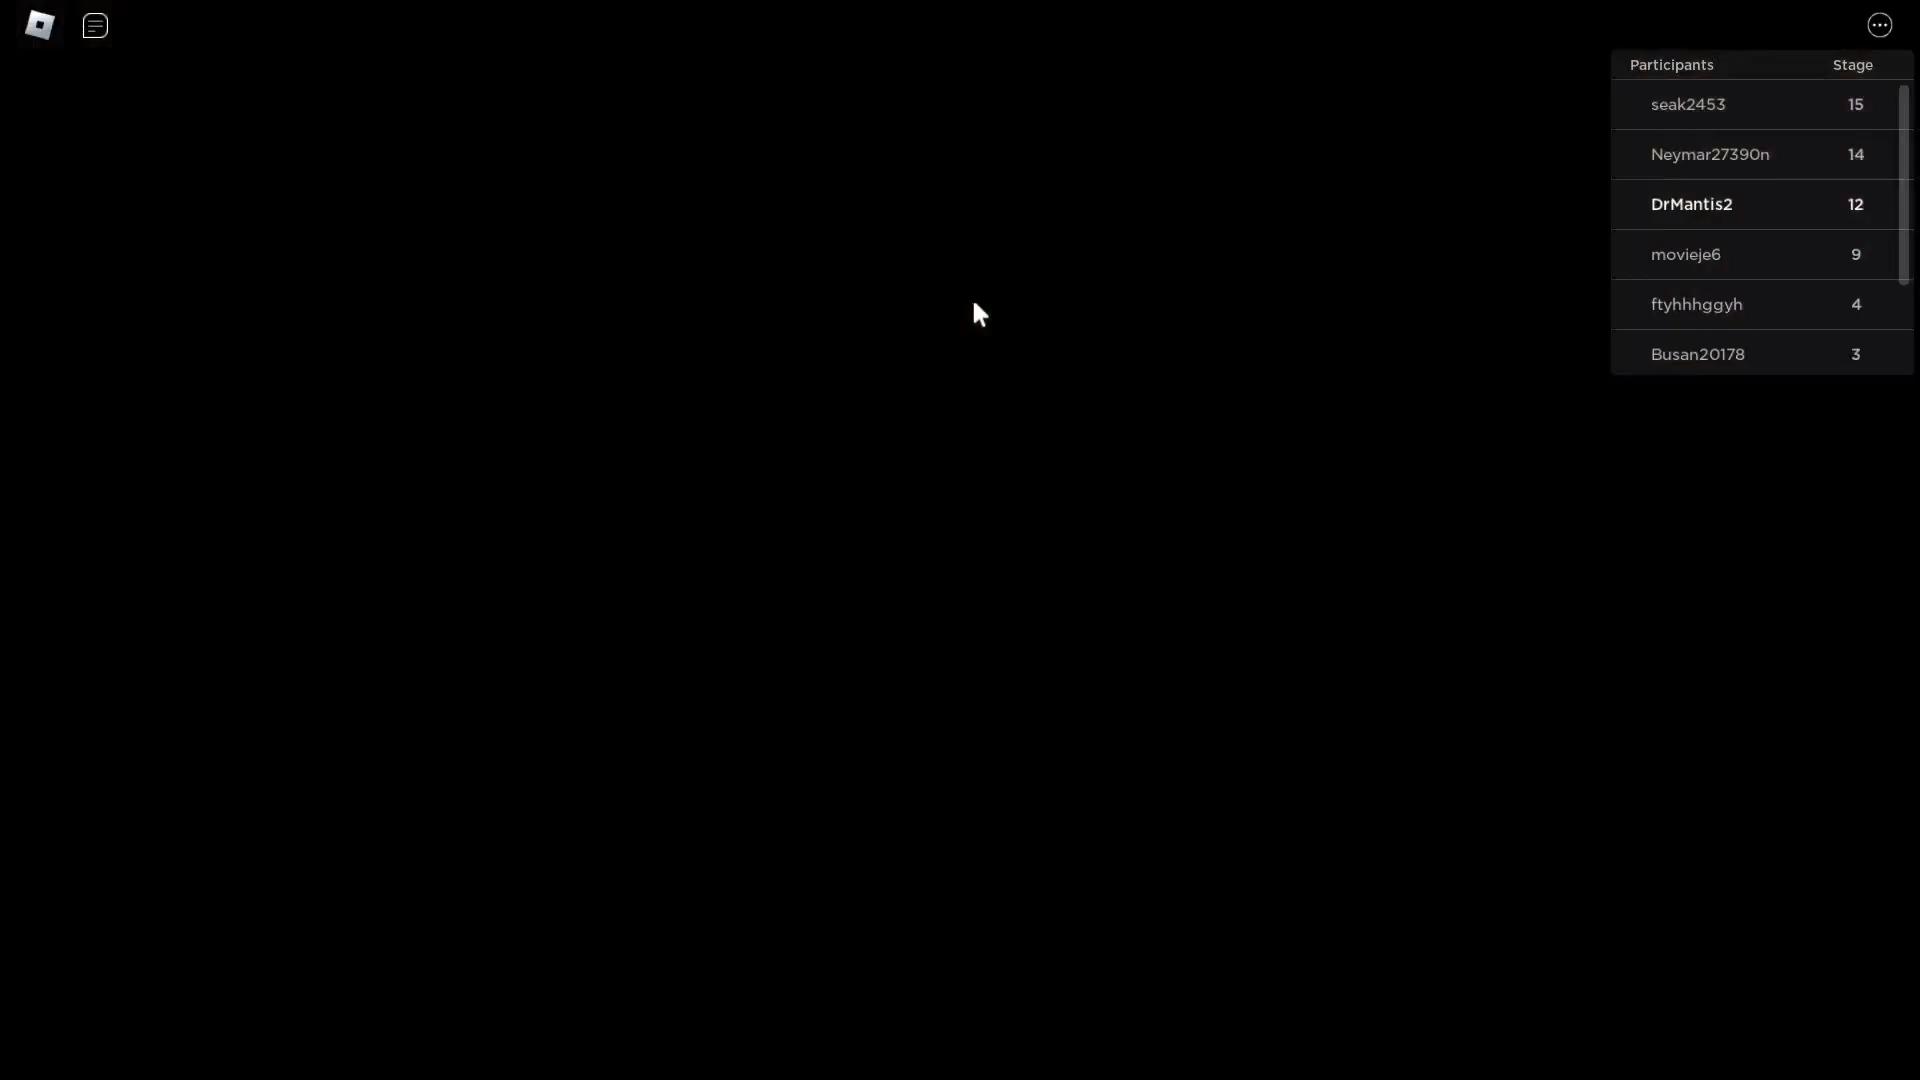 Participants Stage
seak2453 15
Neymar27390n 14
DrMantis2 12
movieje6 9
ftyhhhggyh 4
Busan20178 3